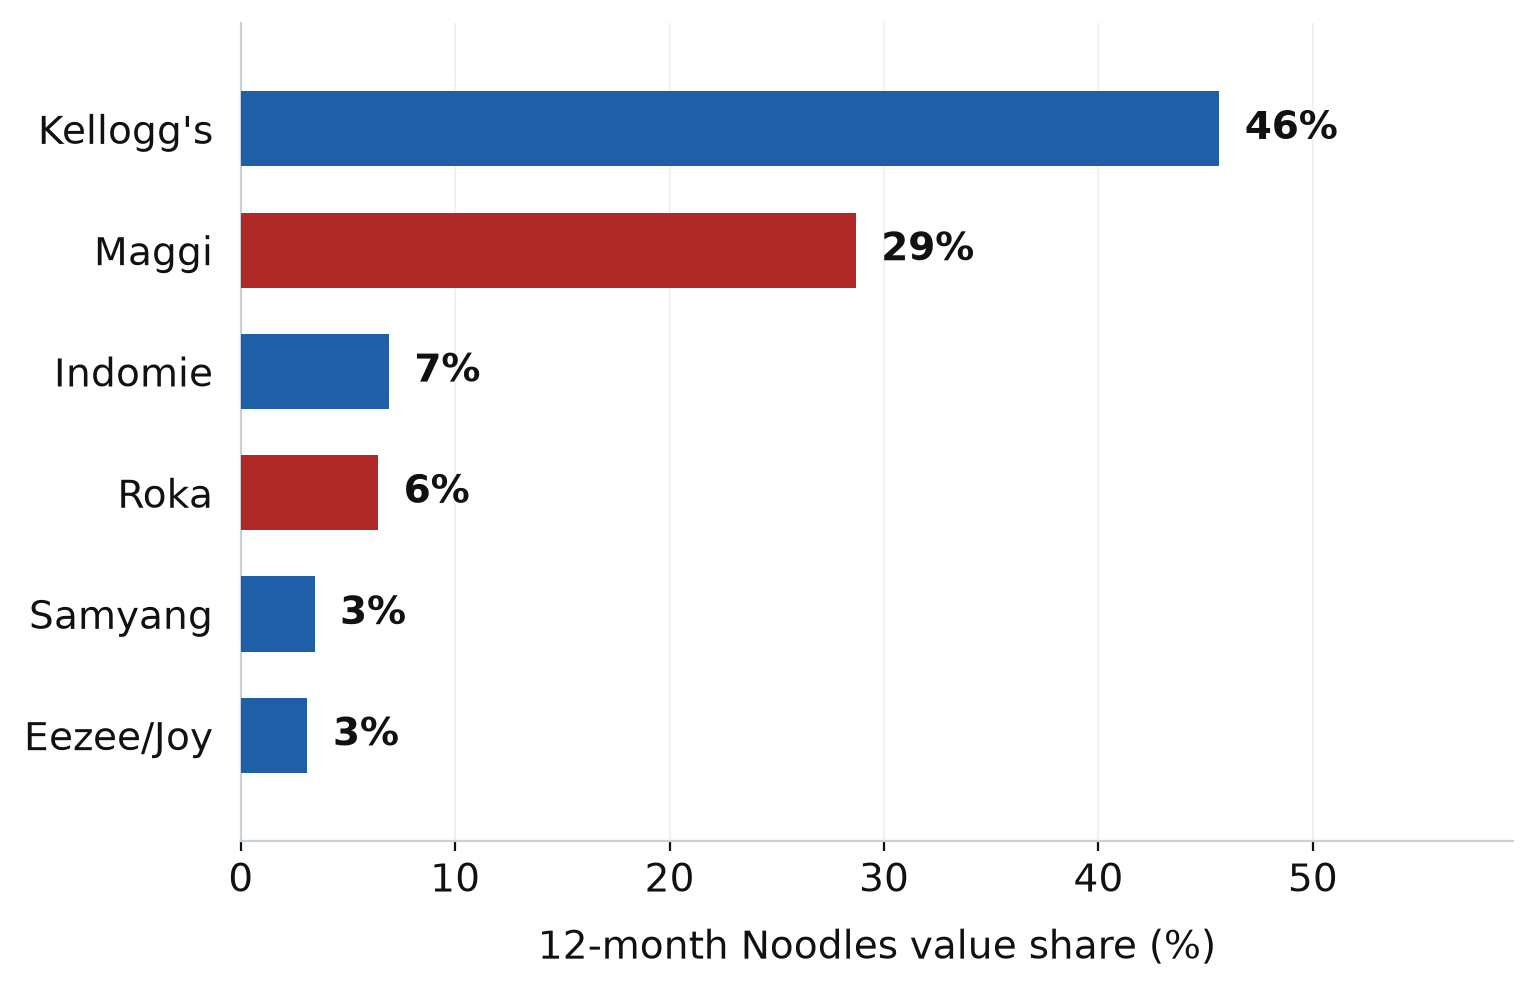 Kellogg's 46%
Maggi 29%
Indomie 7%
Roka 6%
Samyang 3%
Eezee/Joy 3%
0 10 20 30 40 50
12-month Noodles value share (%)